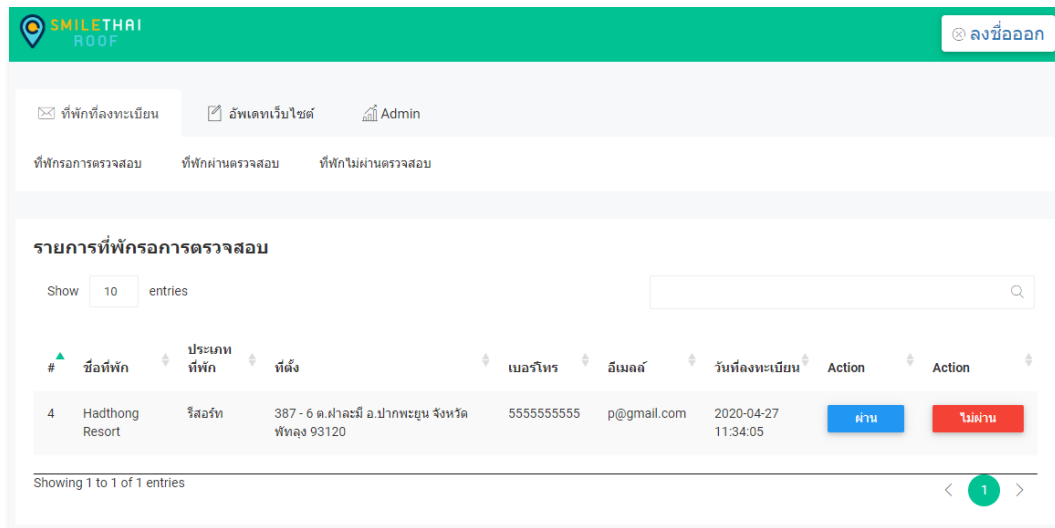 SMILETHAI
ROOF
ลงชื่อออก
ที่พักที่ลงทะเบียน อัพเดทเว็บไซต์ Admin
ที่พักรอการตรวจสอบ ที่พักผ่านตรวจสอบ ที่พักไม่ผ่านตรวจสอบ
รายการที่พักรอการตรวจสอบ
Show 10 entries
# ชื่อที่พัก ประเภท
ที่พัก ที่ตั้ง เบอร์โทร อีเมลล์ วันที่ลงทะเบียน Action Action
4 Hadthong
Resort รีสอร์ท 387 - 6 ต.ฝาละมี อ.ปากพะยูน จังหวัด
พัทลุง 93120 5555555555 p@gmail.com 2020-04-27
11:34:05 ผ่าน ไม่ผ่าน
Showing 1 to 1 of 1 entries
1